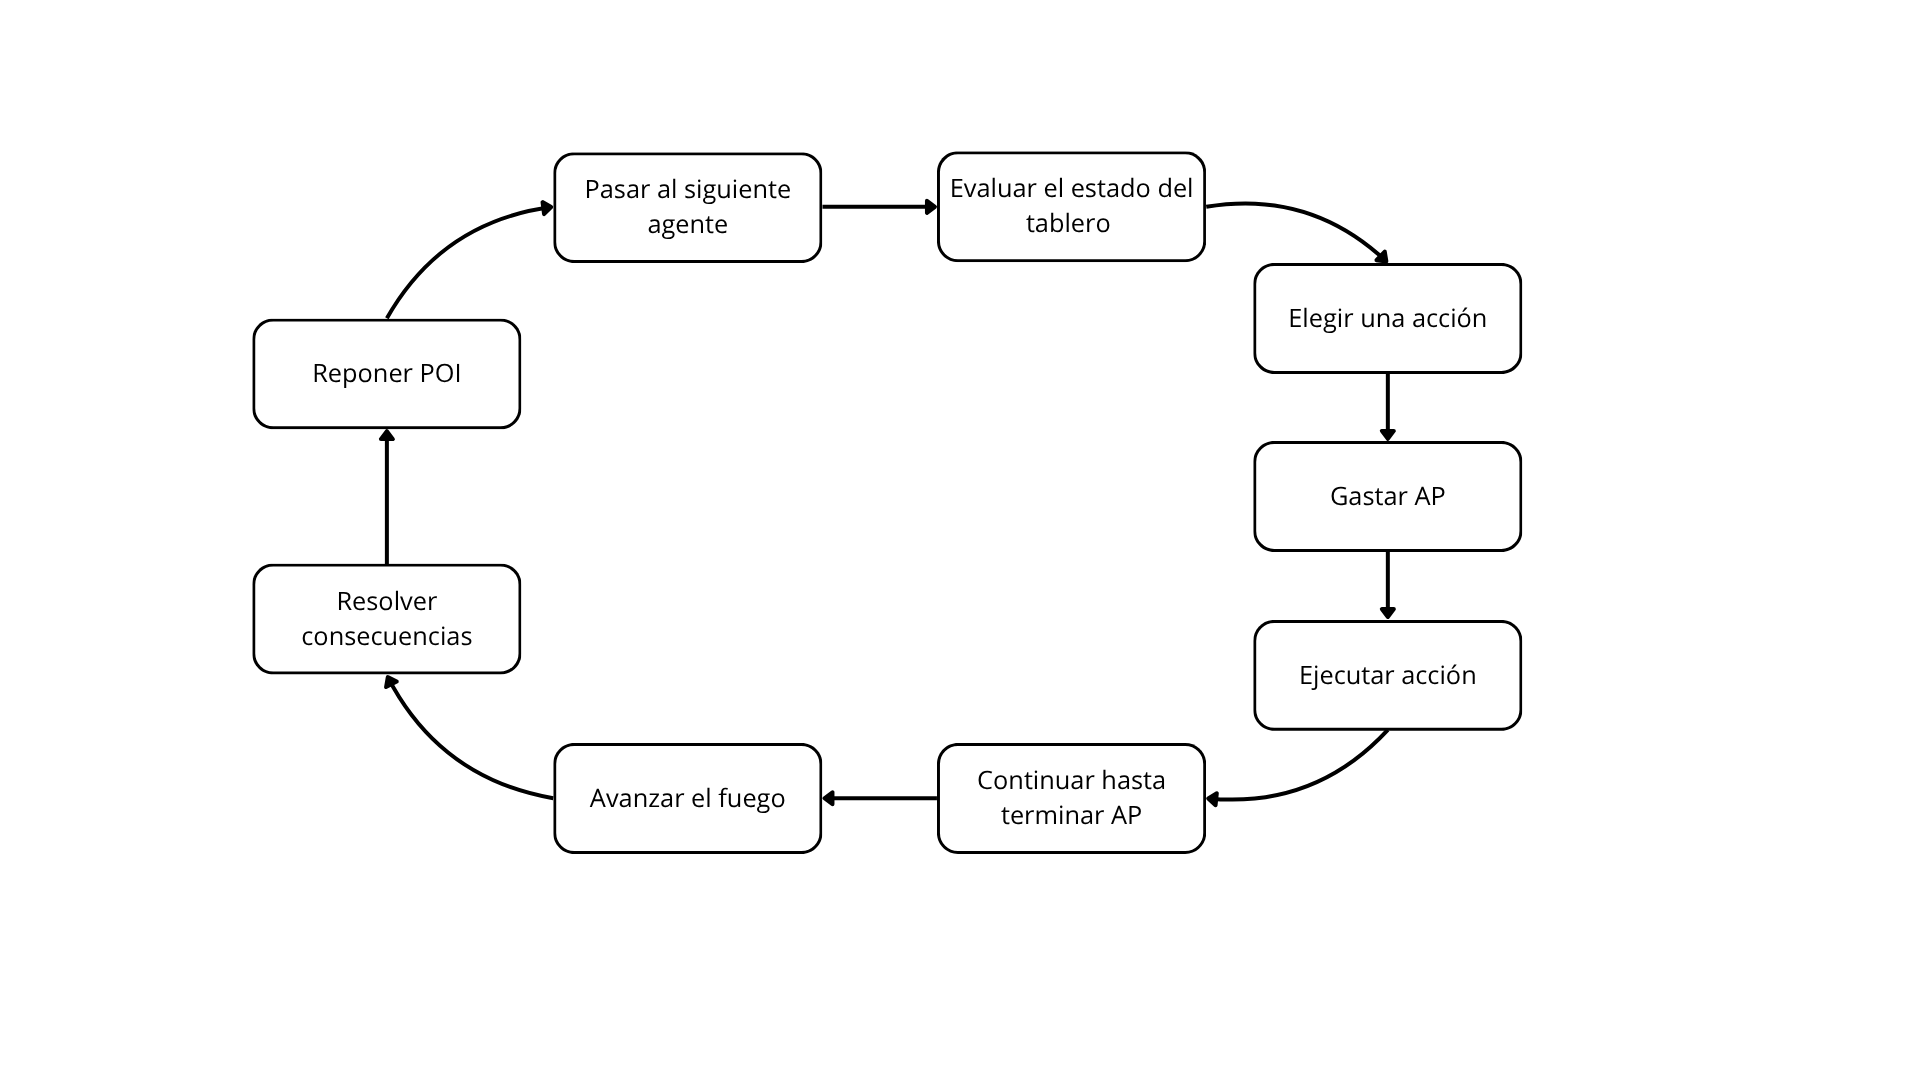 Pasar al siguiente
agente
Evaluar el estado del
tablero
Elegir una acción
Gastar AP
Ejecutar acción
Continuar hasta
terminar AP
Avanzar el fuego
Resolver
consecuencias
Reponer POI